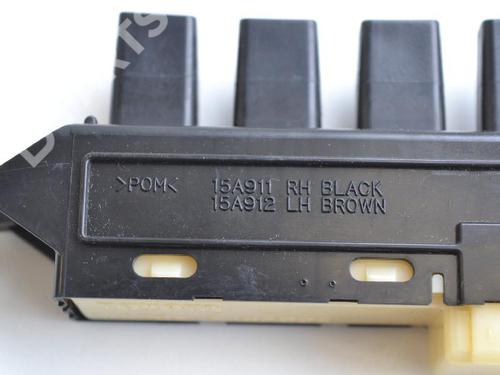 >POM< 15A911 RH BLACK
15A912 LH BROWN